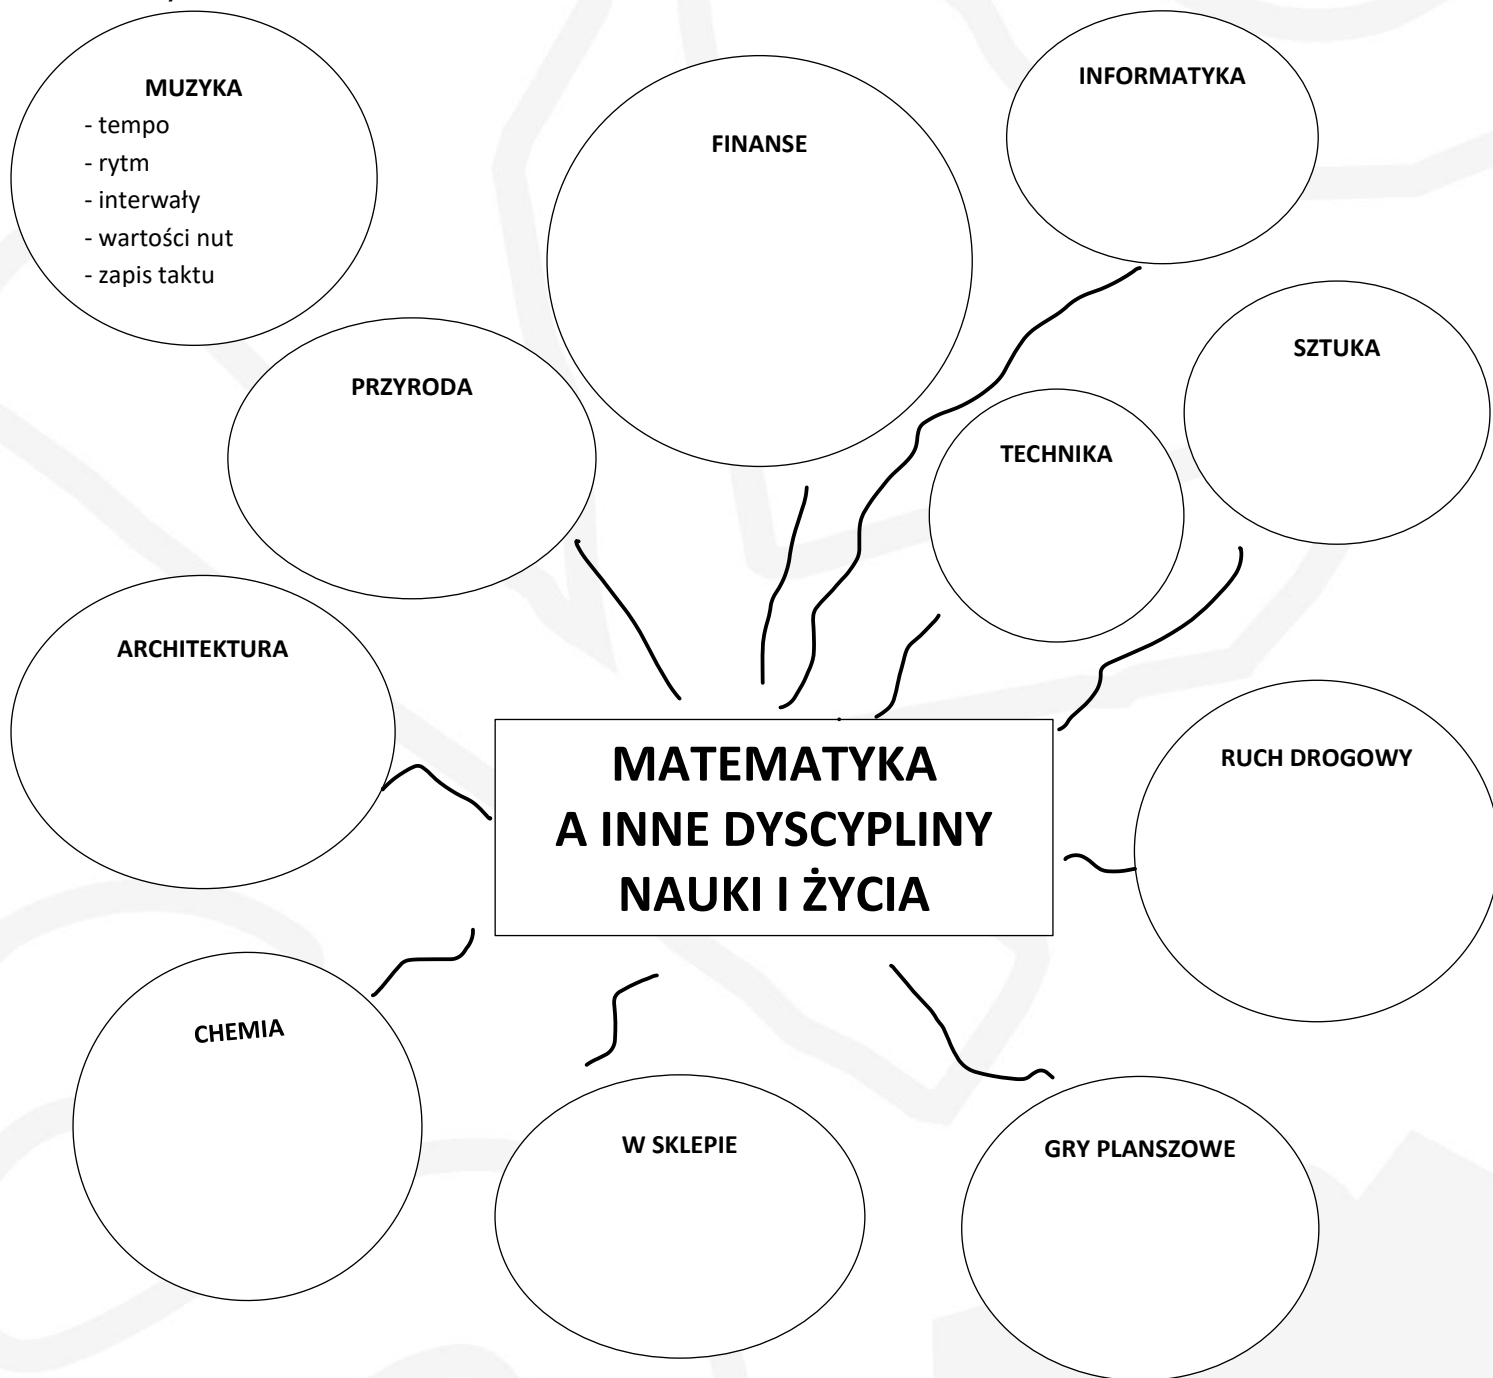 MUZYKA
- tempo
- rytm
- interwały
- wartości nut
- zapis taktu
FINANSE
INFORMATYKA
PRZYRODA
SZTUKA
TECHNIKA
ARCHITEKTURA
MATEMATYKA
A INNE DYSCYPLINY
NAUKI I ŻYCIA
RUCH DROGOWY
CHEMIA
W SKLEPIE
GRY PLANSZOWE